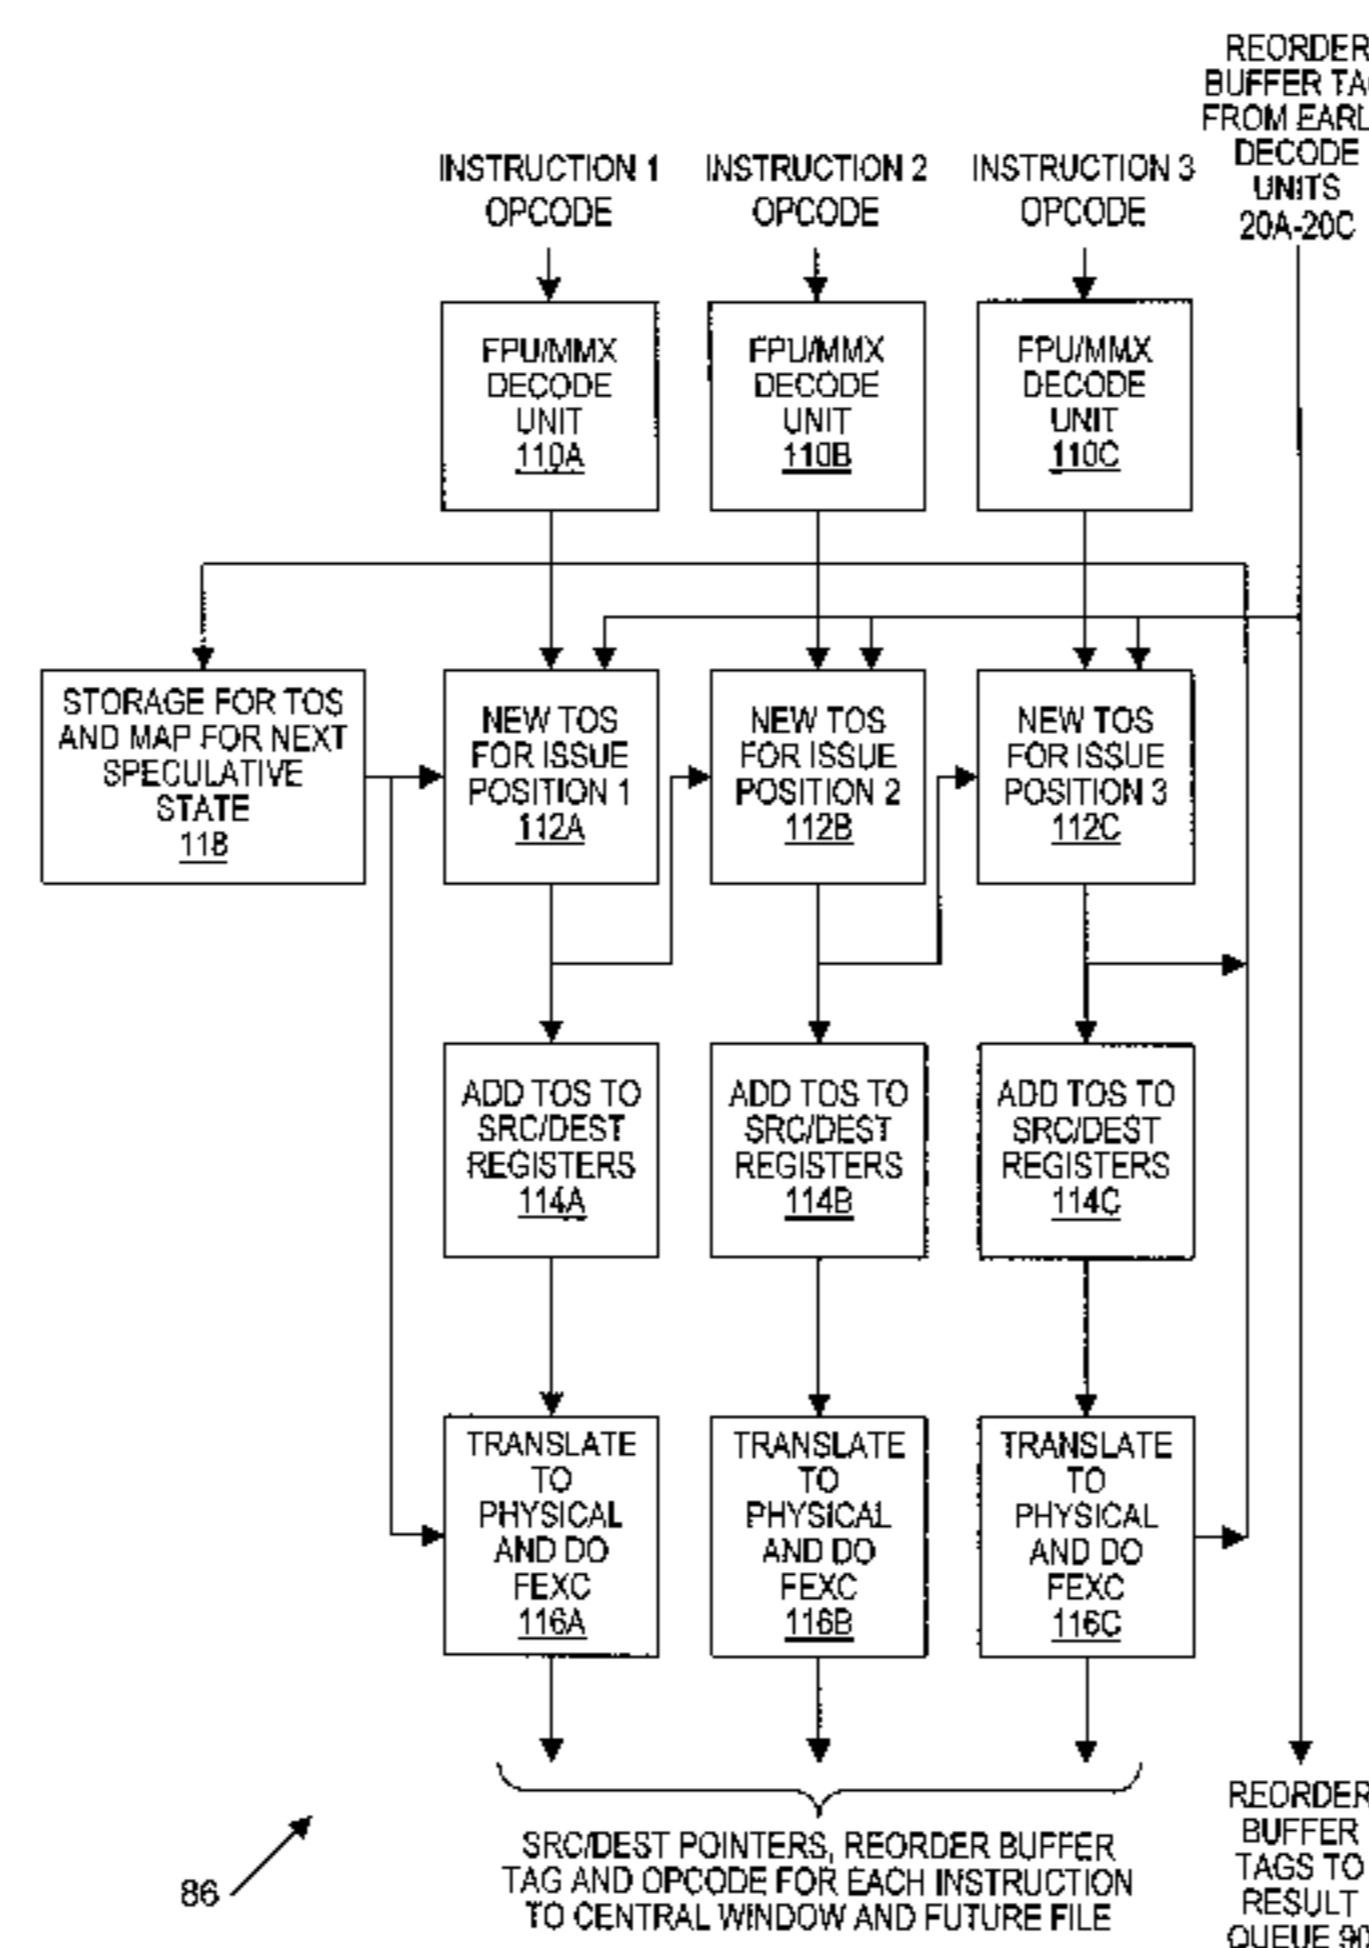 REORDER
BUFFER
FROM
DECODE
UNITS
20A-20C
INSTRUCTION 1
OPCODE
INSTRUCTION 2
OPCODE
INSTRUCTION 3
OPCODE
FPU/MMX
DECODE
UNIT
110A
FPU/MMX
DECODE
UNIT
110B
FPU/MMX
DECODE
UNIT
110C
STORAGE FOR TOS
AND MAP FOR NEXT
SPECULATIVE
STATE
118
NEW TOS
FOR ISSUE
POSITION 1
112A
NEW TOS
FOR ISSUE
POSITION 2
112B
NEW TOS
FOR ISSUE
POSITION 3
112C
ADD TOS TO
SRC/DEST
REGISTERS
114A
ADD TOS TO
SRC/DEST
REGISTERS
114B
ADD TOS TO
SRC/DEST
REGISTERS
114C
TRANSLATE
TO
PHYSICAL
AND DO
FEXC
116A
TRANSLATE
TO
PHYSICAL
AND DO
FEXC
116B
TRANSLATE
TO
PHYSICAL
AND DO
FEXC
116C
86
SRC/DEST POINTERS, REORDER BUFFER
TAG AND OPCODE FOR EACH INSTRUCTION
TO CENTRAL WINDOW AND FUTURE FILE
REORDER
BUFFER
TAGS TO
RESULT
QUEUE 90